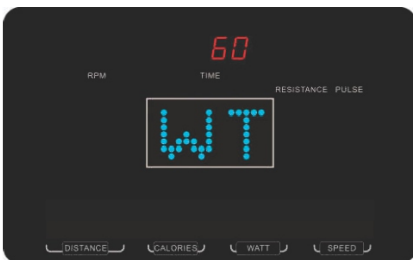 60
RPM TIME
RESISTANCE PULSE
WT
DISTANCE CALORIES WATT SPEED